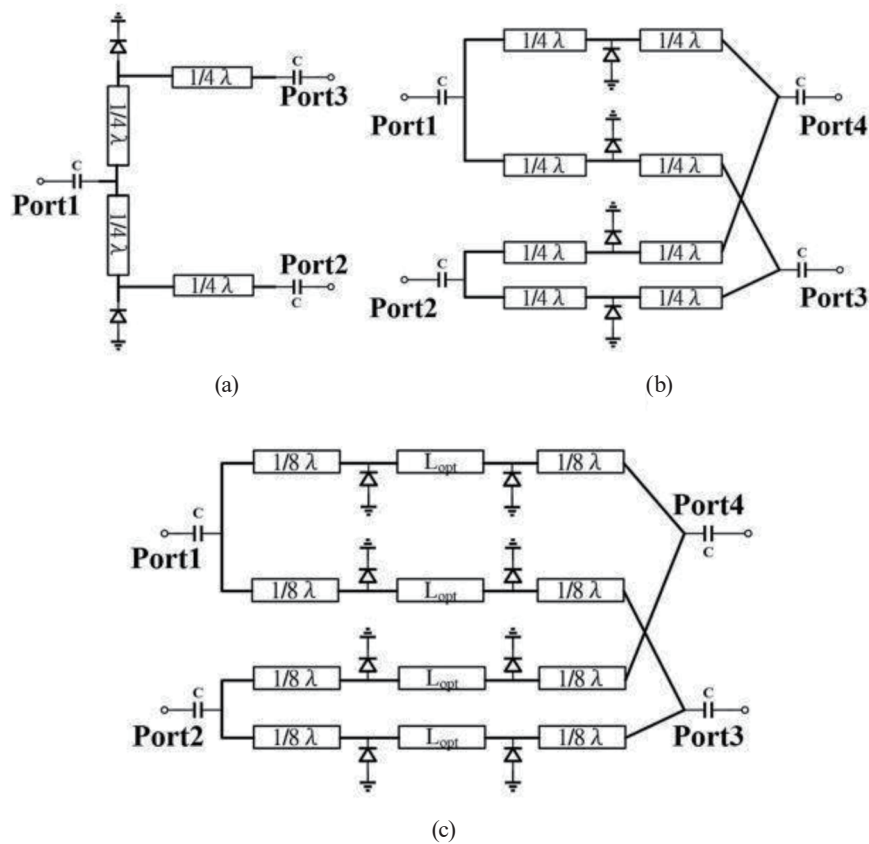 1/4 λ
C
Port3
1/4 λ
C
Port1
1/4 λ
Port2
1/4 λ
C
(a)
1/4 λ 1/4 λ
C
Port1
C
Port4
1/4 λ 1/4 λ
1/4 λ 1/4 λ
C
Port2
C
Port3
1/4 λ 1/4 λ
(b)
1/8 λ Lopt 1/8 λ
Port4
C
Port1
C
1/8 λ Lopt 1/8 λ
1/8 λ Lopt 1/8 λ
C
Port2
C
Port3
1/8 λ Lopt 1/8 λ
(c)